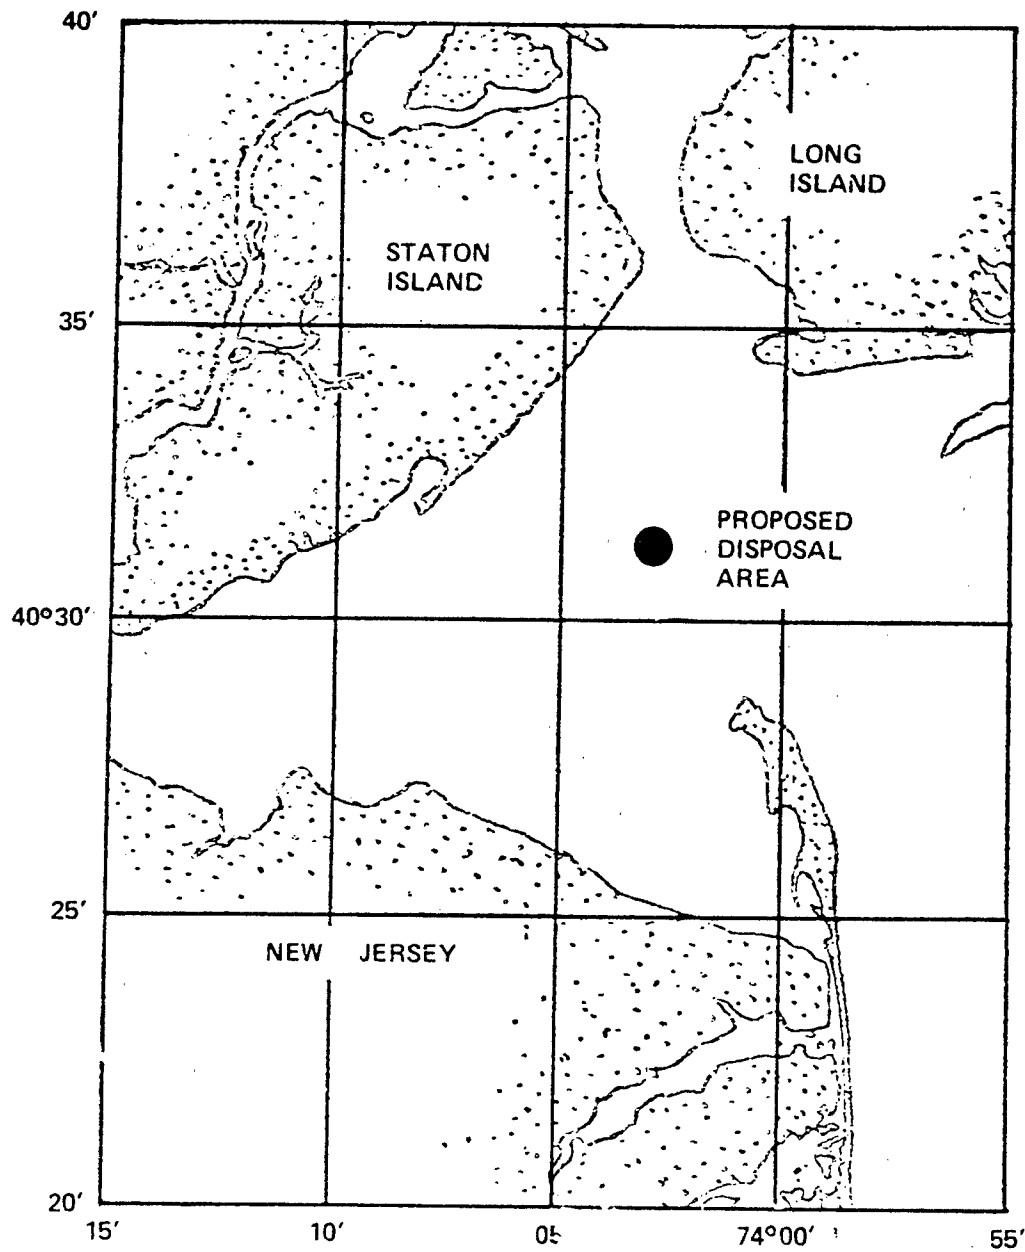 40'
LONG
ISLAND
STATON
ISLAND
35'
PROPOSED
DISPOSAL
AREA
40°30'
25'
NEW JERSEY
20'
15'
10'
05'
74°00'
55'